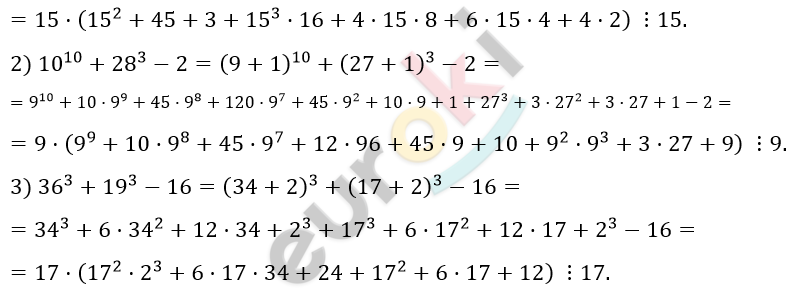 = 15 · (15² + 45 + 3 + 15³ · 16 + 4 · 15 · 8 + 6 · 15 · 4 + 4 · 2) ⋮ 15.
2) 10¹⁰ + 28³ − 2 = (9 + 1)¹⁰ + (27 + 1)³ − 2 =
= 9¹⁰ + 10 · 9⁹ + 45 · 9⁸ + 120 · 9⁷ + 45 · 9² + 10 · 9 + 1 + 27³ + 3 · 27² + 3 · 27 + 1 − 2 =
= 9 · (9⁹ + 10 · 9⁸ + 45 · 9⁷ + 12 · 96 + 45 · 9 + 10 + 9² · 9³ + 3 · 27 + 9) ⋮ 9.
3) 36³ + 19³ − 16 = (34 + 2)³ + (17 + 2)³ − 16 =
= 34³ + 6 · 34² + 12 · 34 + 2³ + 17³ + 6 · 17² + 12 · 17 + 2³ − 16 =
= 17 · (17² · 2³ + 6 · 17 · 34 + 24 + 17² + 6 · 17 + 12) ⋮ 17.
euroki